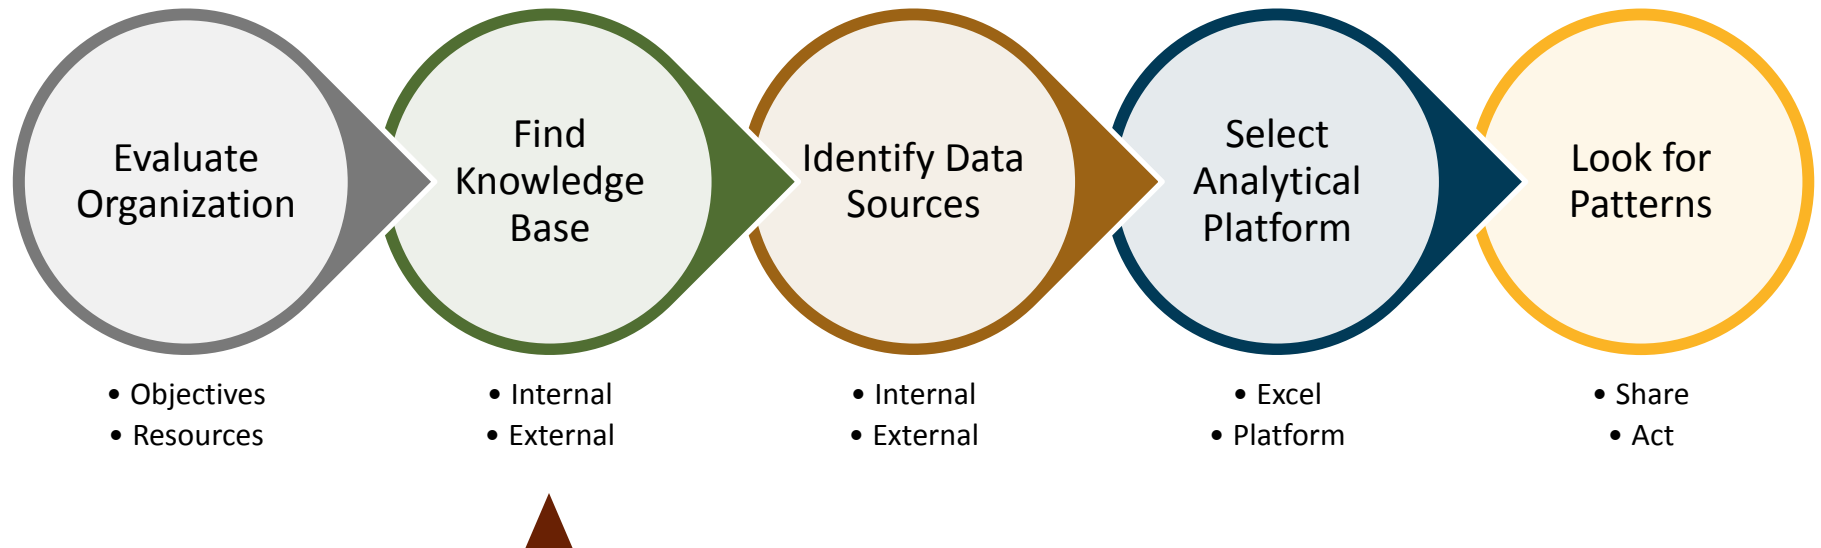 Evaluate
Organization
Find
Knowledge
Base
Identify Data
Sources
Select
Analytical
Platform
Look for
Patterns
• Objectives
• Resources
• Internal
• External
• Internal
• External
• Excel
• Platform
• Share
• Act